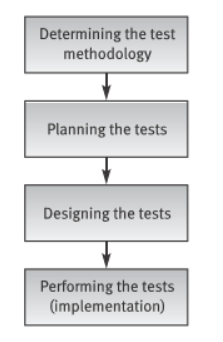 Determining the test
methodology
Planning the tests
Designing the tests
Performing the tests
(implementation)